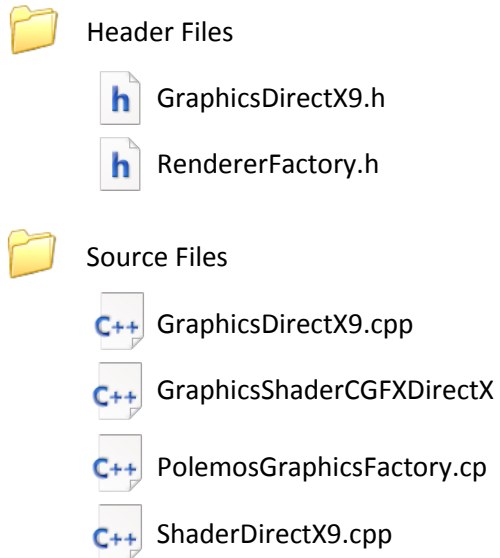 Header Files
h GraphicsDirectX9.h
h RendererFactory.h
Source Files
C++ GraphicsDirectX9.cpp
C++ GraphicsShaderCGFXDirectX
C++ PolemosGraphicsFactory.cp
C++ ShaderDirectX9.cpp